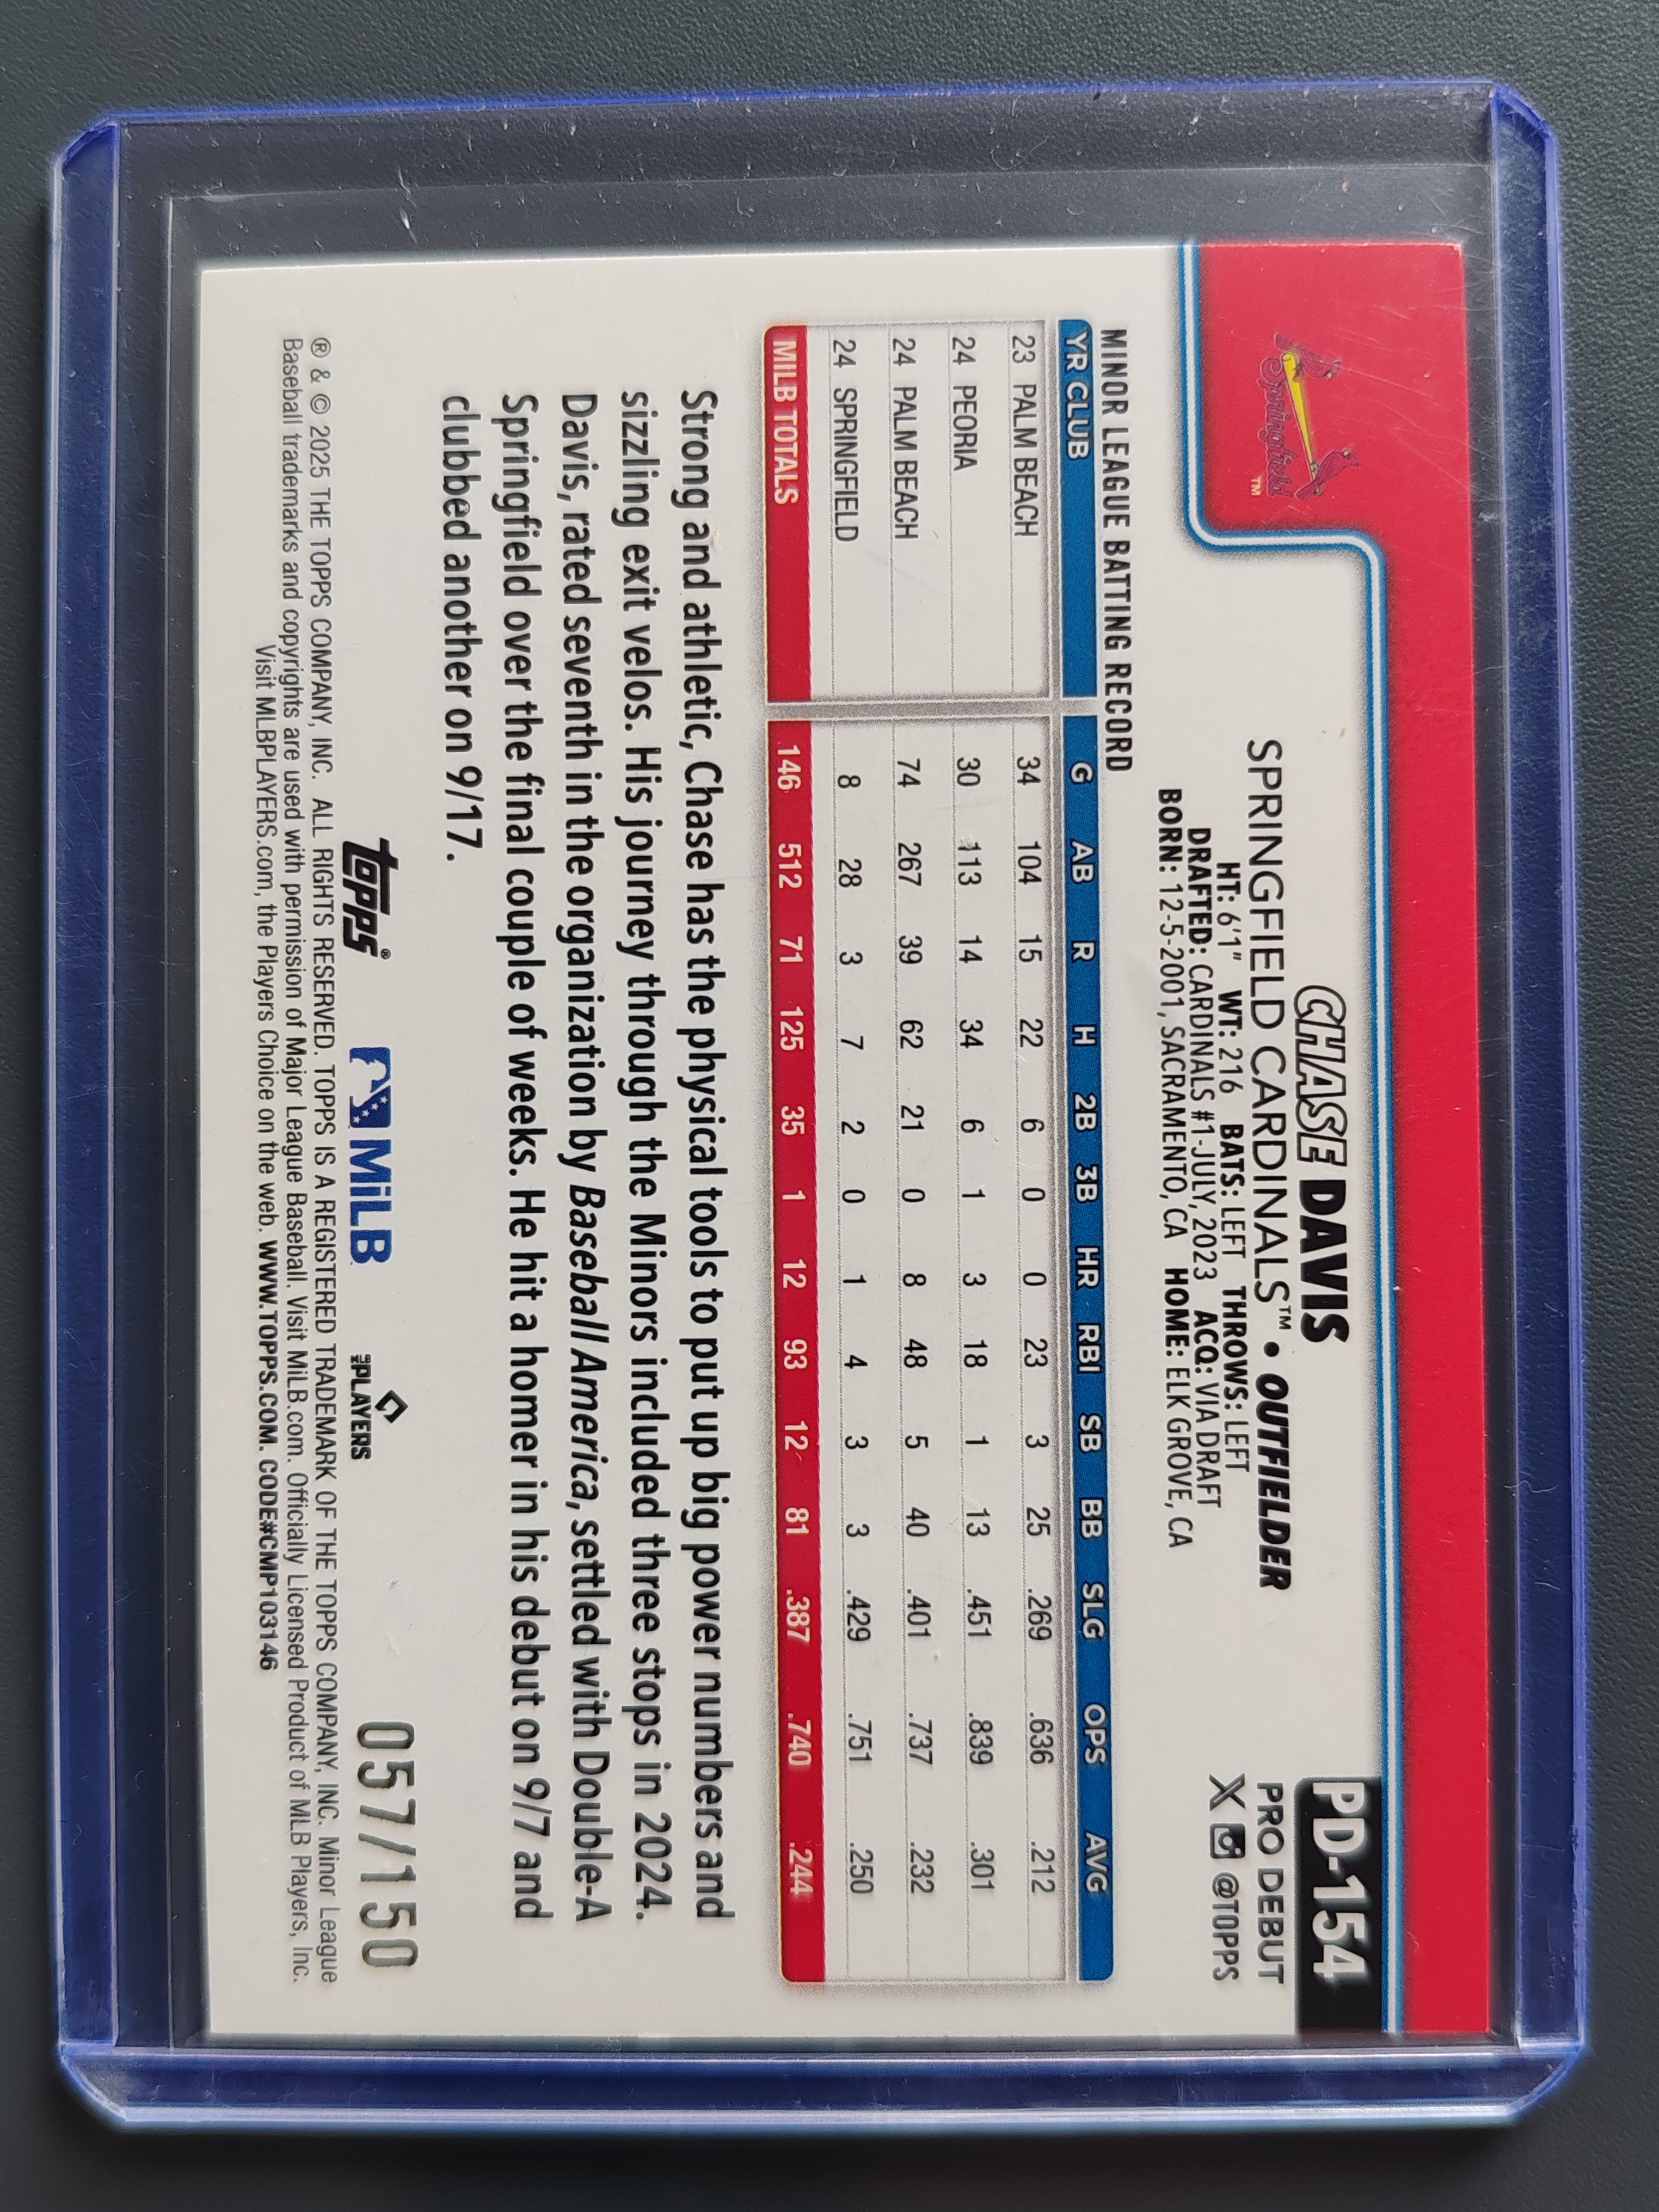 Springfield™
CHASE DAVIS
SPRINGFIELD CARDINALS™ • OUTFIELDER
HT: 6'1" WT: 216 BATS: LEFT THROWS: LEFT
DRAFTED: CARDINALS #1-JULY, 2023 ACQ: VIA DRAFT
BORN: 12-5-2001, SACRAMENTO, CA HOME: ELK GROVE, CA
PD-154
PRO DEBUT
X @TOPPS
MINOR LEAGUE BATTING RECORD
YR CLUB G AB R H 2B 3B HR RBI SB BB SLG OPS AVG
23 PALM BEACH 34 104 15 22 6 0 0 23 3 25 .269 .636 .212
24 PEORIA 30 113 14 34 6 1 3 18 1 13 .451 .839 .301
24 PALM BEACH 74 267 39 62 21 0 8 48 5 40 .401 .737 .232
24 SPRINGFIELD 8 28 3 7 2 0 1 4 3 3 .429 .751 .250
MILB TOTALS 146 512 71 125 35 1 12 93 12 81 .387 .740 .244
Strong and athletic, Chase has the physical tools to put up big power numbers and
sizzling exit velos. His journey through the Minors included three stops in 2024.
Davis, rated seventh in the organization by Baseball America, settled with Double-A
Springfield over the final couple of weeks. He hit a homer in his debut on 9/7 and
clubbed another on 9/17.
topps® MiLB THE PLAYERS
057/150
® & © 2025 THE TOPPS COMPANY, INC. ALL RIGHTS RESERVED. TOPPS IS A REGISTERED TRADEMARK OF THE TOPPS COMPANY, INC. Minor League
Baseball trademarks and copyrights are used with permission of Major League Baseball. Visit MiLB.com. Officially Licensed Product of MLB Players, Inc.
Visit MLBPLAYERS.com, the Players Choice on the web. WWW.TOPPS.COM. CODE#CMP103146